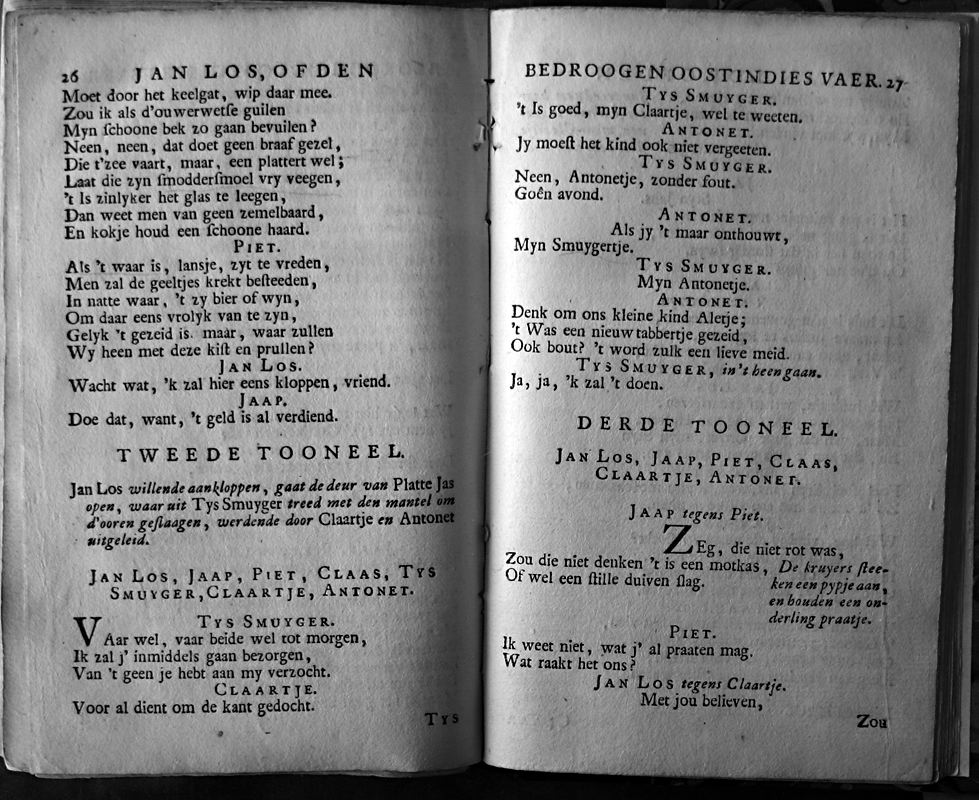 26 JAN LOS, OF DEN
Moet door het keelgat, wip daar mee.
Zou ik als d'ouwerwetſe guilen
Myn ſchoone bek zo gaan bevuilen?
Neen, neen, dat doet geen braaf gezel,
Die t'zee vaart, maar, een plattert wel;
Laat die zyn ſmodderſmoel vry veegen,
't Is zinlyker het glas te leegen,
Dan weet men van geen zemelbaard,
En kokje houd een ſchoone haard.
PIET.
Als 't waar is, lansje, zyt te vreden,
Men zal de geeltjes krekt beſteeden,
In natte waar, 't zy bier of wyn,
Om daar eens vrolyk van te zyn,
Gelyk 't gezeid is. maar, waar zullen
Wy heen met deze kiſt en prullen?
JAN LOS.
Wacht wat, 'k zal hier eens kloppen, vriend.
JAAP.
Doe dat, want, 't geld is al verdiend.
TWEEDE TOONEEL.
Jan Los willende aankloppen, gaat de deur van Platte Jas
open, waar uit Tys Smuyger treed met den mantel om
d'ooren geſlaagen, werdende door Claartje en Antonet
uitgeleid.
JAN LOS, JAAP, PIET, CLAAS, TYS
SMUYGER, CLAARTJE, ANTONET.
TYS SMUYGER.
VAar wel, vaar beide wel tot morgen,
Ik zal j' inmiddels gaan bezorgen,
Van 't geen je hebt aan my verzocht.
CLAARTJE.
Voor al dient om de kant gedocht.
TYS
BEDROOGEN OOSTINDIES VAER. 27
TYS SMUYGER.
't Is goed, myn Claartje, wel te weeten.
ANTONET.
Jy moeſt het kind ook niet vergeeten.
TYS SMUYGER.
Neen, Antonetje, zonder fout.
Goên avond.
ANTONET.
Als jy 't maar onthouwt,
Myn Smuygertje.
TYS SMUYGER.
Myn Antonetje.
ANTONET.
Denk om ons kleine kind Aletje;
't Was een nieuw tabbertje gezeid,
Ook bout? 't word zulk een lieve meid.
TYS SMUYGER, in 't heen gaan.
Ja, ja, 'k zal 't doen.
DERDE TOONEEL.
JAN LOS, JAAP, PIET, CLAAS,
CLAARTJE, ANTONET.
JAAP tegens Piet.
ZEg, die niet rot was,
Zou die niet denken 't is een motkas, De kruyers ſtee-
Of wel een ſtille duiven ſlag. ken een pypje aan,
en houden een on-
derling praatje.
PIET.
Ik weet niet, wat j' al praaten mag.
Wat raakt het ons?
JAN LOS tegens Claartje.
Met jou believen,
Zou